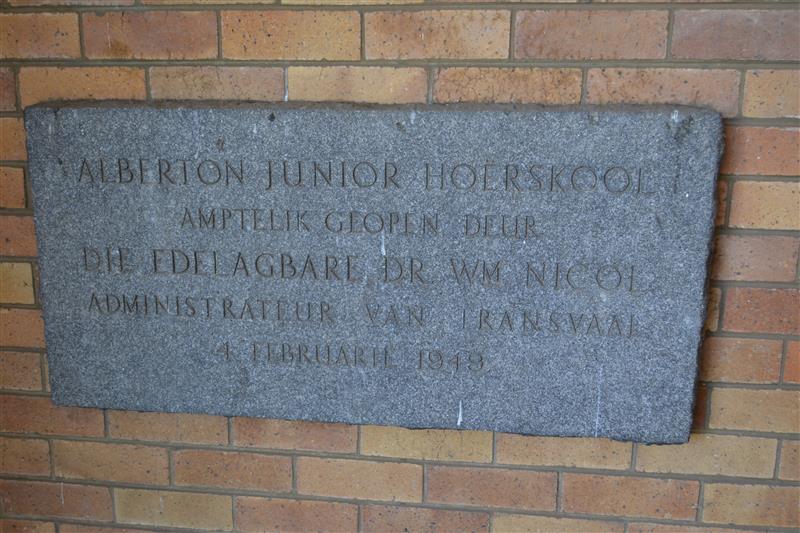 ALBERTON JUNIOR HOËRSKOOL
AMPTELIK GEOPEN DEUR
DIE EDELAGBARE DR. WM. NICOL
ADMINISTRATEUR VAN TRANSVAAL
4. FEBRUARIE 1949.